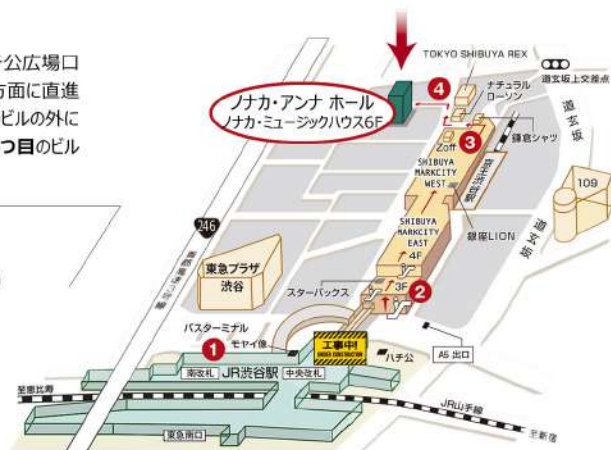 公広場口
方面に直進
ビルの外に
つ目のビル
TOKYO SHIBUYA REX
道玄坂上交差点
ナチュラル
ローソン
4
ノナカ・アンナ ホール
ノナカ・ミュージックハウス6F
鎌倉シャツ
3
Zoff
道玄坂
SHIBUYA
MARKCITY
WEST
京王渋谷駅
109
246
SHIBUYA
MARKCITY
EAST
銀座LION
道玄坂
4F
東急プラザ
渋谷
スターバックス
3F
2
バスターミナル
1
モヤイ像
工事中!
UNDER CONSTRUCTION
ハチ公
A5 出口
南改札
JR渋谷駅
中央改札
至恵比寿
JR山手線
東急南口
至新宿